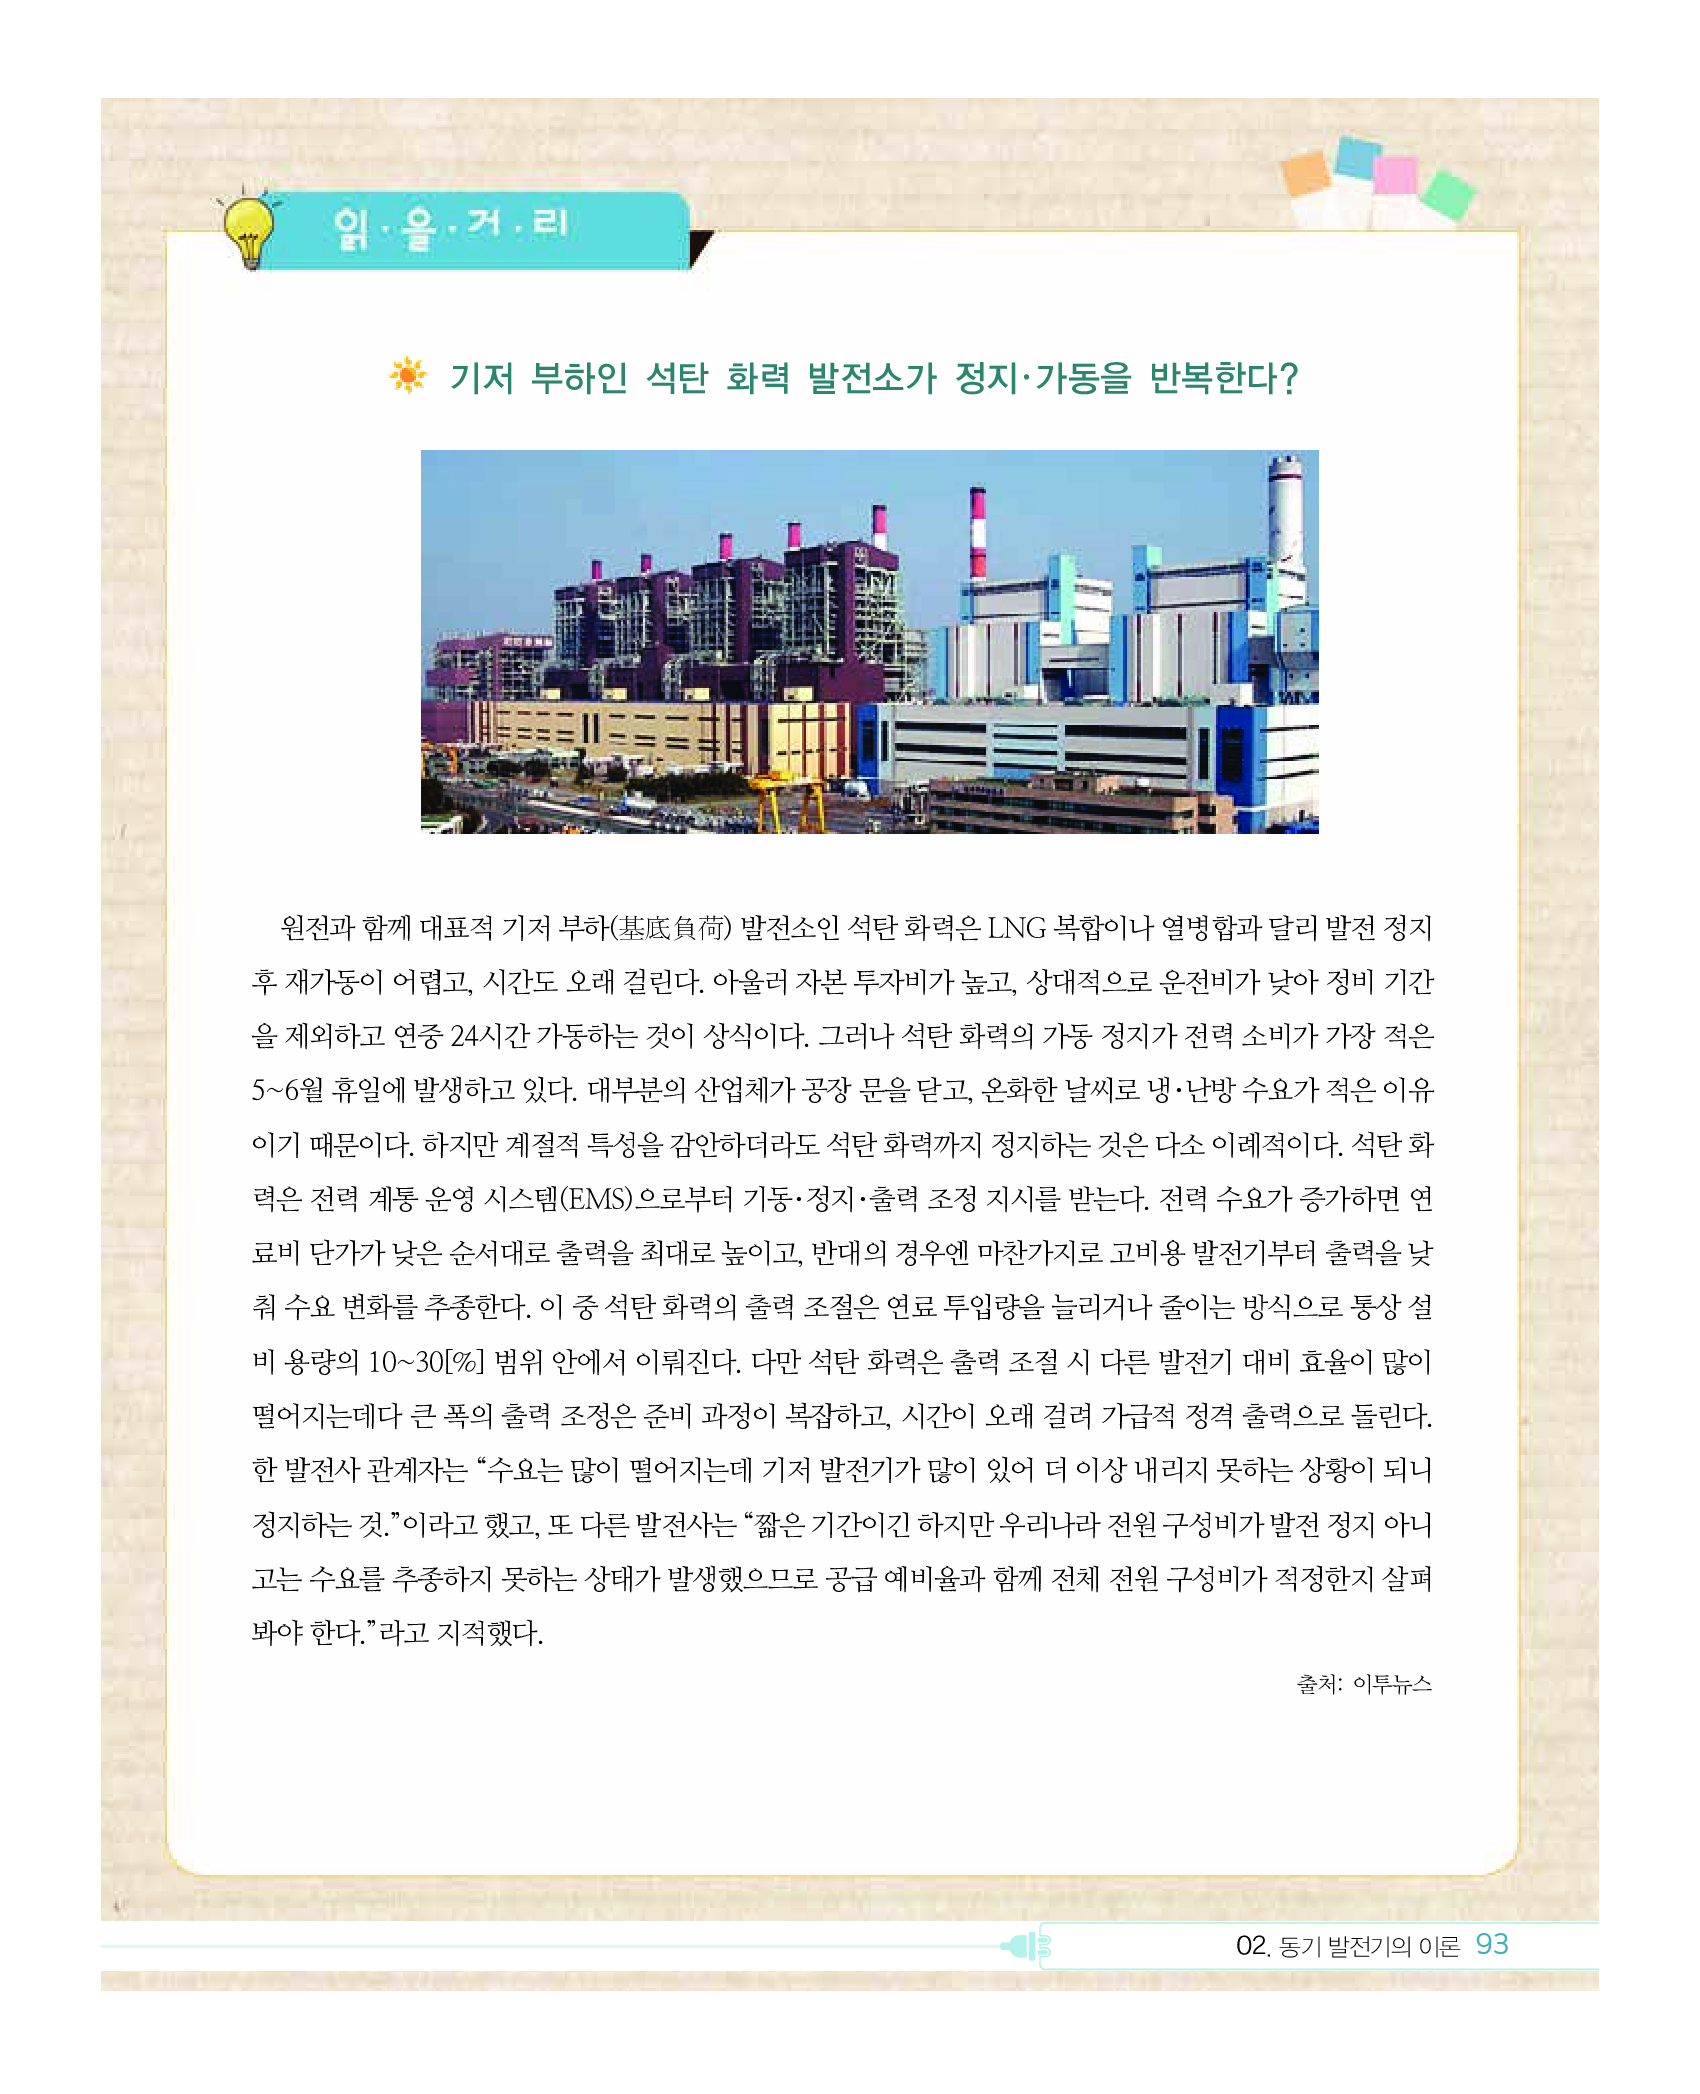 읽·을·거·리
기저 부하인 석탄 화력 발전소가 정지·가동을 반복한다?
원전과 함께 대표적 기저 부하(基底負荷) 발전소인 석탄 화력은 LNG 복합이나 열병합과 달리 발전 정지
후 재가동이 어렵고, 시간도 오래 걸린다. 아울러 자본 투자비가 높고, 상대적으로 운전비가 낮아 정비 기간
을 제외하고 연중 24시간 가동하는 것이 상식이다. 그러나 석탄 화력의 가동 정지가 전력 소비가 가장 적은
5~6월 휴일에 발생하고 있다. 대부분의 산업체가 공장 문을 닫고, 온화한 날씨로 냉·난방 수요가 적은 이유
이기 때문이다. 하지만 계절적 특성을 감안하더라도 석탄 화력까지 정지하는 것은 다소 이례적이다. 석탄 화
력은 전력 계통 운영 시스템(EMS)으로부터 기동·정지·출력 조정 지시를 받는다. 전력 수요가 증가하면 연
료비 단가가 낮은 순서대로 출력을 최대로 높이고, 반대의 경우엔 마찬가지로 고비용 발전기부터 출력을 낮
춰 수요 변화를 추종한다. 이 중 석탄 화력의 출력 조절은 연료 투입량을 늘리거나 줄이는 방식으로 통상 설
비 용량의 10~30[%] 범위 안에서 이뤄진다. 다만 석탄 화력은 출력 조절 시 다른 발전기 대비 효율이 많이
떨어지는데다 큰 폭의 출력 조정은 준비 과정이 복잡하고, 시간이 오래 걸려 가급적 정격 출력으로 돌린다.
한 발전사 관계자는 “수요는 많이 떨어지는데 기저 발전기가 많이 있어 더 이상 내리지 못하는 상황이 되니
정지하는 것.”이라고 했고, 또 다른 발전사는 “짧은 기간이긴 하지만 우리나라 전원 구성비가 발전 정지 아니
고는 수요를 추종하지 못하는 상태가 발생했으므로 공급 예비율과 함께 전체 전원 구성비가 적정한지 살펴
봐야 한다.”라고 지적했다.
출처: 이투뉴스
02. 동기 발전기의 이론 93